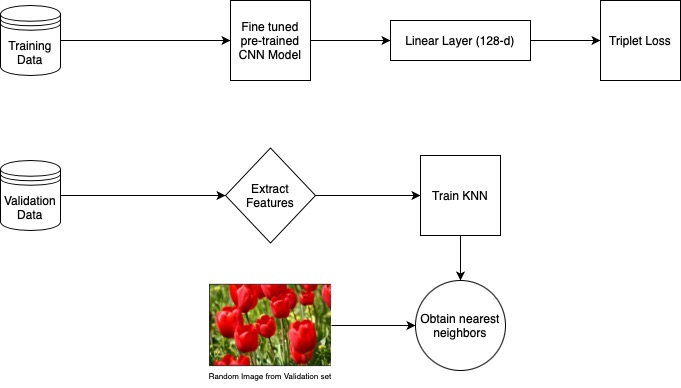 Training
Data
Fine tuned
pre-trained
CNN Model
Linear Layer (128-d)
Triplet Loss
Validation
Data
Extract
Features
Train KNN
Obtain nearest
neighbors
Random Image from Validation set